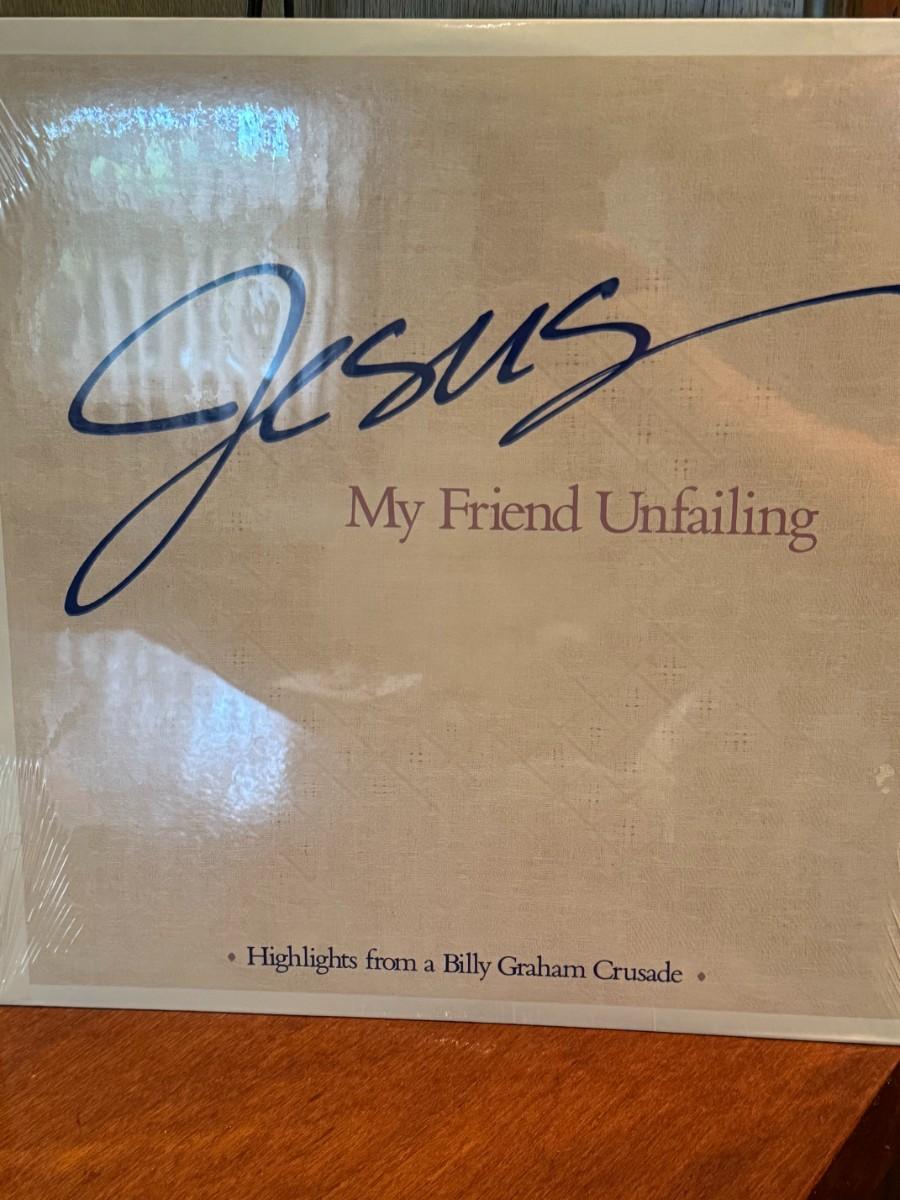 Jesus
My Friend Unfailing
• Highlights from a Billy Graham Crusade •